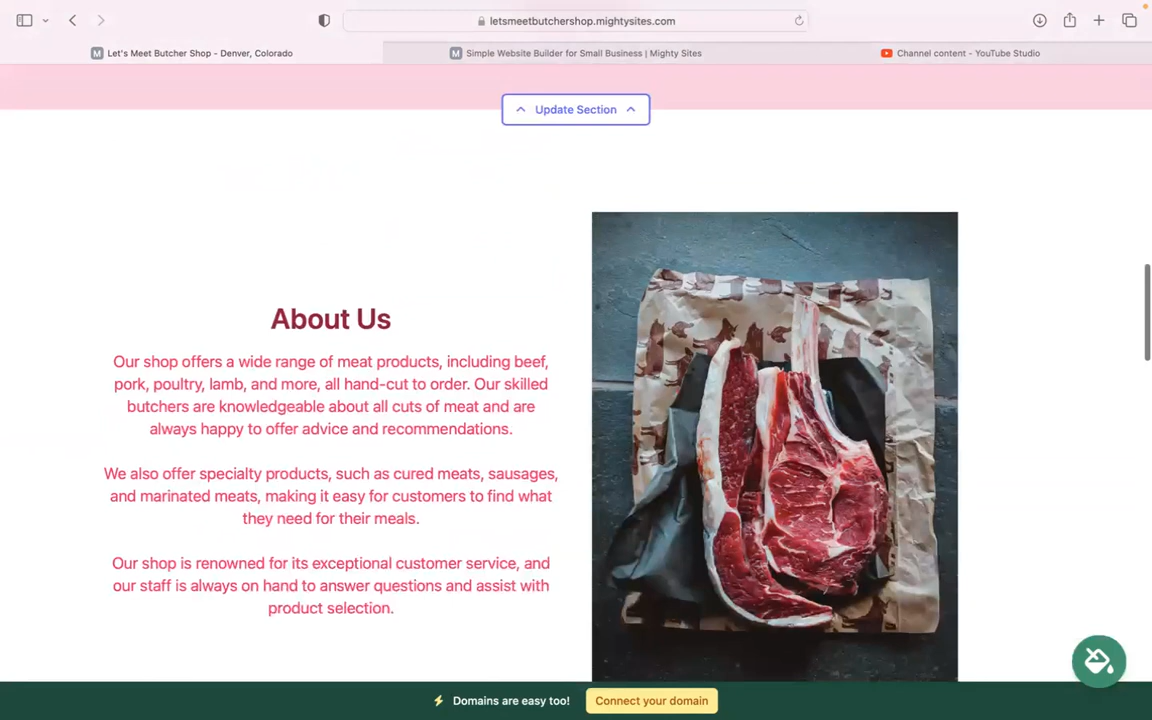 letsmeetbutchershop.mightysites.com
M Let's Meet Butcher Shop - Denver, Colorado
M Simple Website Builder for Small Business | Mighty Sites
Channel content - YouTube Studio
Update Section
About Us
Our shop offers a wide range of meat products, including beef,
pork, poultry, lamb, and more, all hand-cut to order. Our skilled
butchers are knowledgeable about all cuts of meat and are
always happy to offer advice and recommendations.
We also offer specialty products, such as cured meats, sausages,
and marinated meats, making it easy for customers to find what
they need for their meals.
Our shop is renowned for its exceptional customer service, and
our staff is always on hand to answer questions and assist with
product selection.
Domains are easy too!
Connect your domain